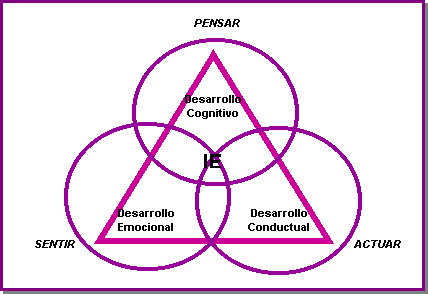 PENSAR
Desarrollo
Cognitivo
IE
Desarrollo
Emocional
Desarrollo
Conductual
SENTIR
ACTUAR